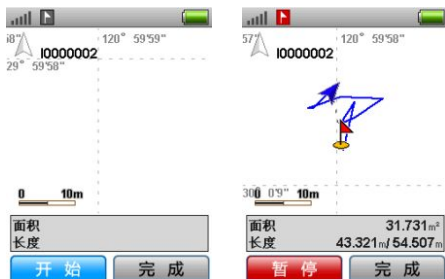 58" 120° 59'59"
I0000002
29° 59'58"
0 10m
面积
长度
开 始 完 成
57" 120° 59'58"
I0000002
300 0'9" 10m
面积 31.731m²
长度 43.321m/54.507m
暂 停 完 成